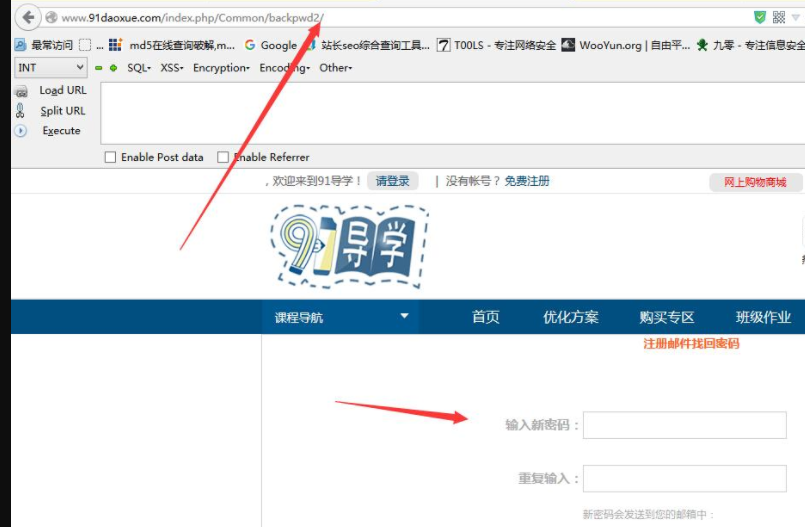 www.91daoxue.com/index.php/Common/backpwd2/
最常访问 ... md5在线查询破解,m... Google 站长seo综合查询工具... T00LS - 专注网络安全 WooYun.org | 自由平... 九零 - 专注信息安全
INT SQL▾ XSS▾ Encryption▾ Encoding▾ Other▾
Load URL
Split URL
Execute
Enable Post data Enable Referrer
, 欢迎来到91导学！ 请登录 | 没有帐号？ 免费注册 网上购物商城
91导学
课程导航 首页 优化方案 购买专区 班级作业
注册邮件找回密码
输入新密码：
重复输入：
新密码会发送到您的邮箱中：